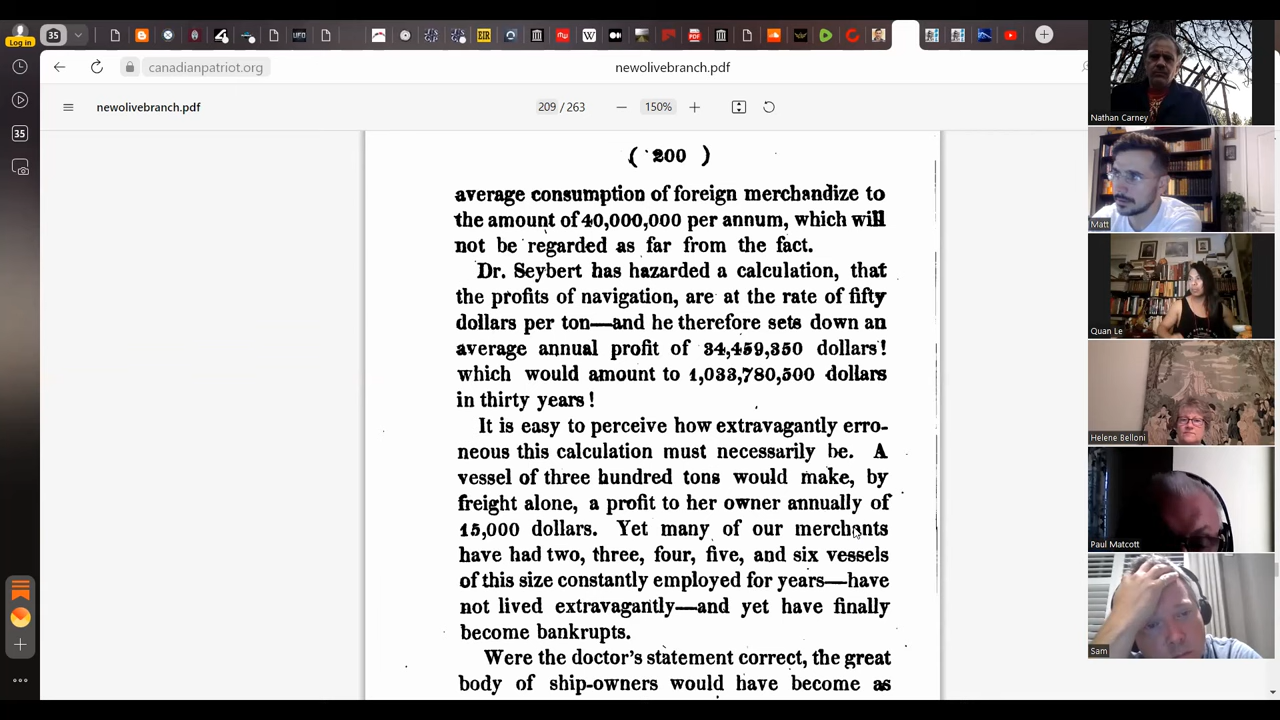 Log in
35
canadianpatriot.org
newolivebranch.pdf
newolivebranch.pdf
209 / 263
150%
35
( 200 )
average consumption of foreign merchandize to
the amount of 40,000,000 per annum, which will
not be regarded as far from the fact.
Dr. Seybert has hazarded a calculation, that
the profits of navigation, are at the rate of fifty
dollars per ton—and he therefore sets down an
average annual profit of 34,459,350 dollars!
which would amount to 1,033,780,500 dollars
in thirty years!
It is easy to perceive how extravagantly erro-
neous this calculation must necessarily be. A
vessel of three hundred tons would make, by
freight alone, a profit to her owner annually of
15,000 dollars. Yet many of our merchants
have had two, three, four, five, and six vessels
of this size constantly employed for years—have
not lived extravagantly—and yet have finally
become bankrupts.
Were the doctor's statement correct, the great
body of ship-owners would have become as
Nathan Carney
Matt
Quan Le
Helene Belloni
Paul Matcott
Sam
UFO
EIR
W
PDF